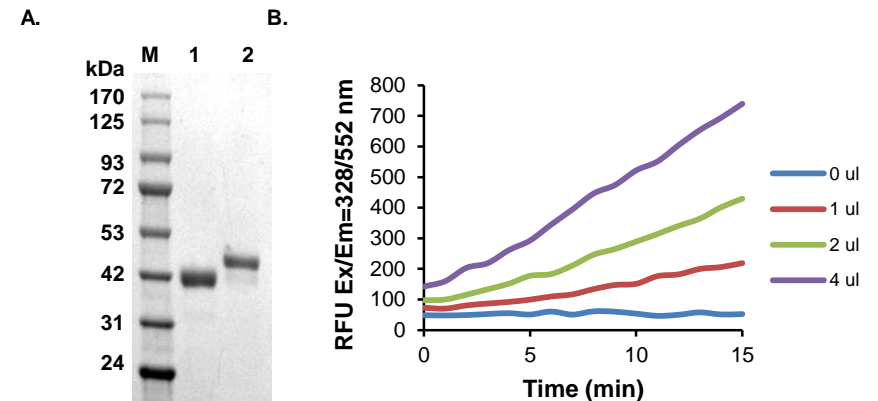 A.
B.
M 1 2
kDa
170
125
93
72
53
42
31
24
RFU Ex/Em=328/552 nm
800
700
600
500
400
300
200
100
0
0 5 10 15
Time (min)
0 ul
1 ul
2 ul
4 ul